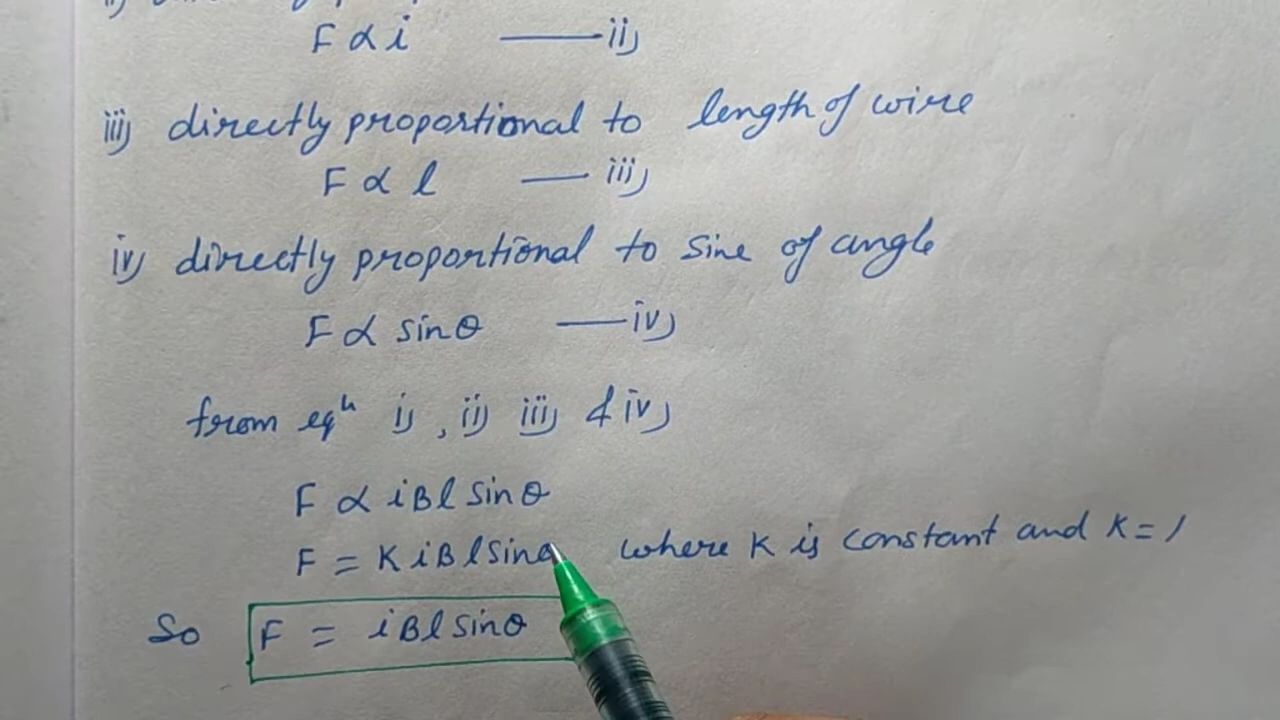 F ∝ i —— ii)
iii) directly proportional to length of wire
F ∝ l —— iii)
iv) directly proportional to sine of angle
F ∝ sinθ —— iv)
from eqⁿ i), ii) iii) & iv)
F ∝ iBl sinθ
F = K iBl sinθ where K is constant and K = 1
So F = iBl sinθ